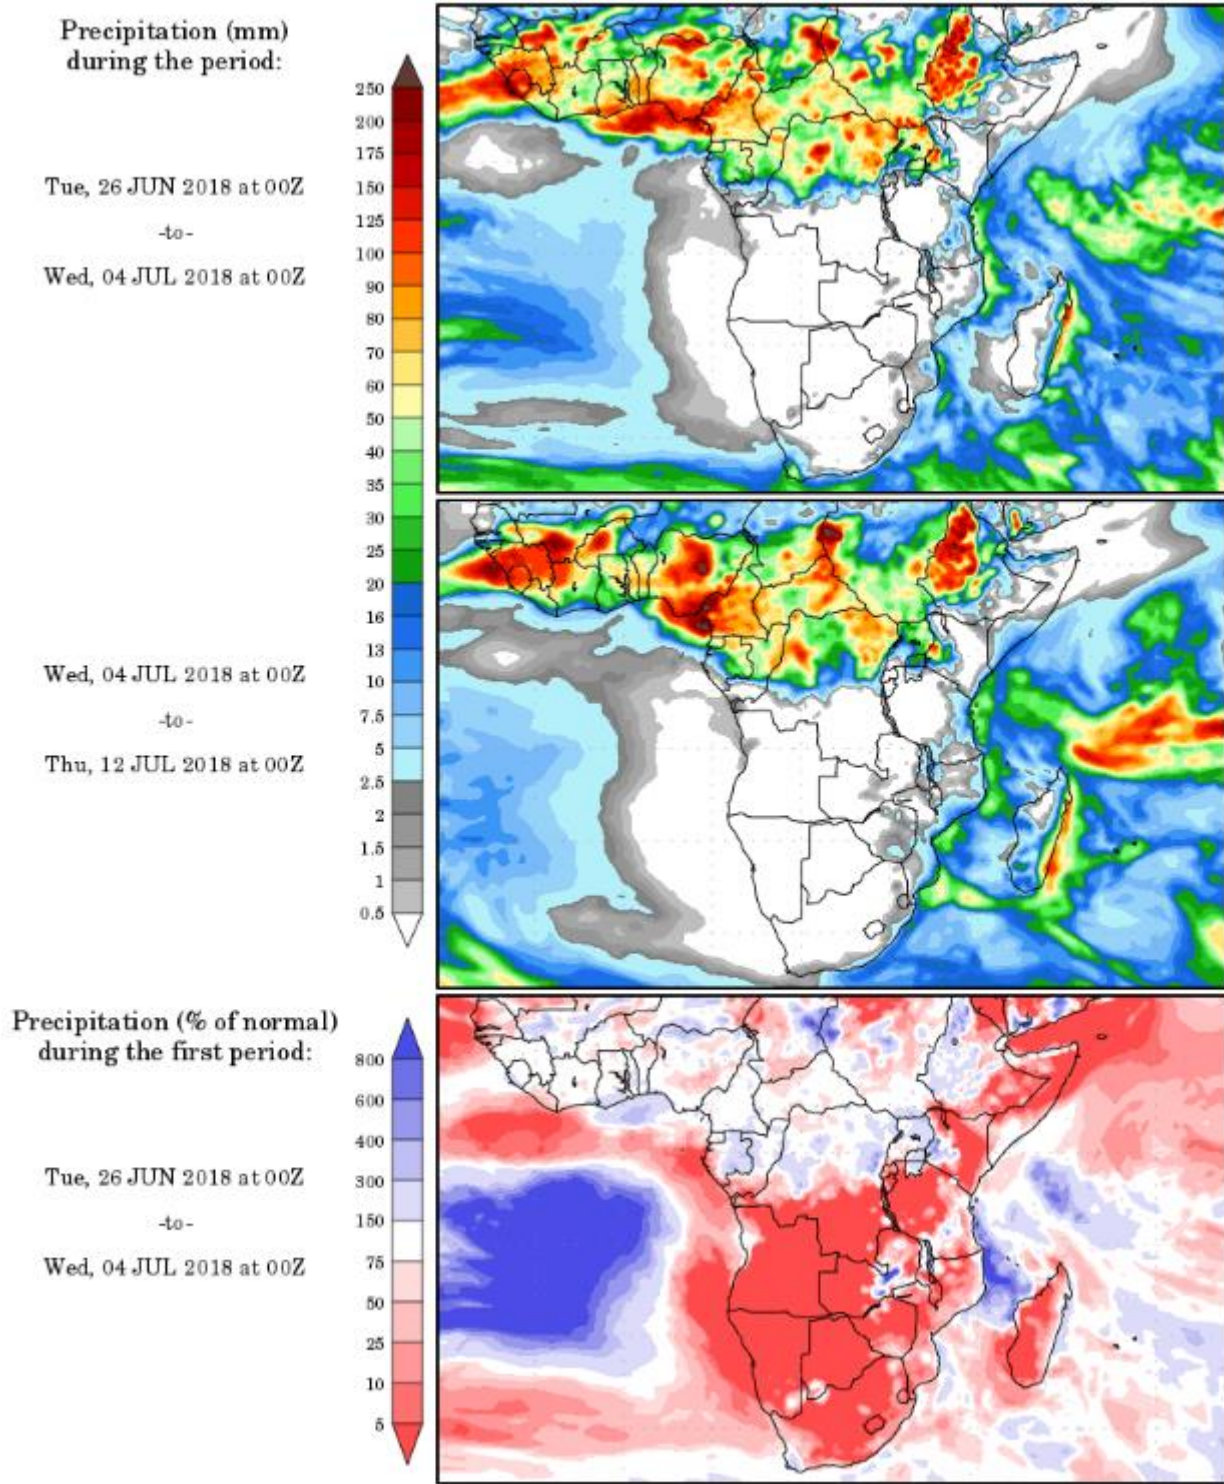 Precipitation (mm)
during the period:
Tue, 26 JUN 2018 at 00Z
-to-
Wed, 04 JUL 2018 at 00Z
250
200
175
150
125
100
90
80
70
60
50
40
35
30
25
20
16
13
10
7.5
5
2.5
2
1.5
1
0.5
Wed, 04 JUL 2018 at 00Z
-to-
Thu, 12 JUL 2018 at 00Z
Precipitation (% of normal)
during the first period:
Tue, 26 JUN 2018 at 00Z
-to-
Wed, 04 JUL 2018 at 00Z
800
600
400
300
150
75
50
25
10
5